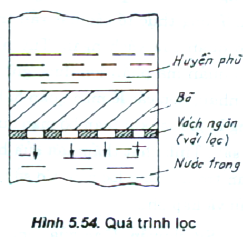 Huyền phù
Bã
Vách ngăn
(vải lọc)
Nước trong
Hình 5.54. Quá trình lọc